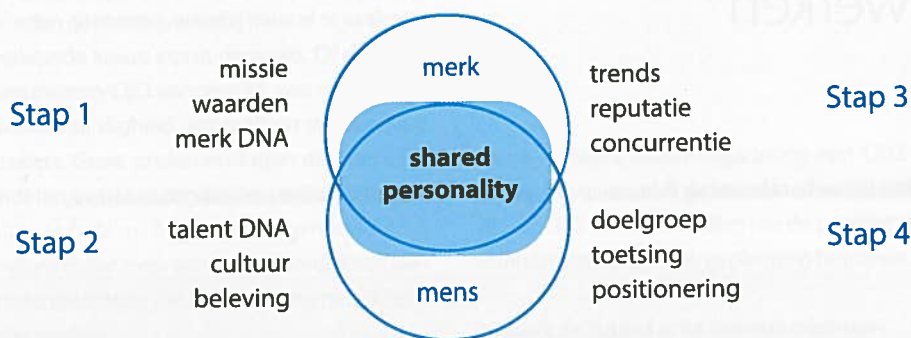 werken
Stap 1
missie
waarden
merk DNA
merk
shared
personality
trends
reputatie
concurrentie
Stap 3
Stap 2
talent DNA
cultuur
beleving
mens
doelgroep
toetsing
positionering
Stap 4